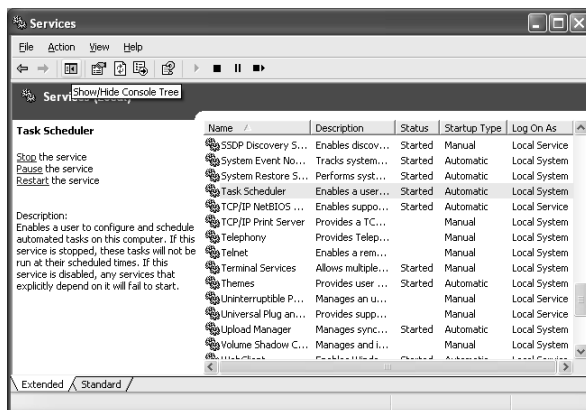 Services
File Action View Help
Show/Hide Console Tree
Services
Task Scheduler
Stop the service
Pause the service
Restart the service
Description:
Enables a user to configure and schedule
automated tasks on this computer. If this
service is stopped, these tasks will not be
run at their scheduled times. If this
service is disabled, any services that
explicitly depend on it will fail to start.
Name Description Status Startup Type Log On As
SSDP Discovery S... Enables discov... Started Manual Local Service
System Event No... Tracks system... Started Automatic Local System
System Restore S... Performs syst... Started Automatic Local System
Task Scheduler Enables a user... Started Automatic Local System
TCP/IP NetBIOS ... Enables suppo... Started Automatic Local Service
TCP/IP Print Server Provides a TC... Manual Local System
Telephony Provides Telep... Manual Local System
Telnet Enables a rem... Manual Local System
Terminal Services Allows multiple... Started Manual Local System
Themes Provides user ... Started Automatic Local System
Uninterruptible P... Manages an u... Manual Local Service
Universal Plug an... Provides supp... Manual Local Service
Upload Manager Manages sync... Started Automatic Local System
Volume Shadow C... Manages and i... Manual Local System
WebClient Enables Windo... Started Automatic Local Service
Extended Standard